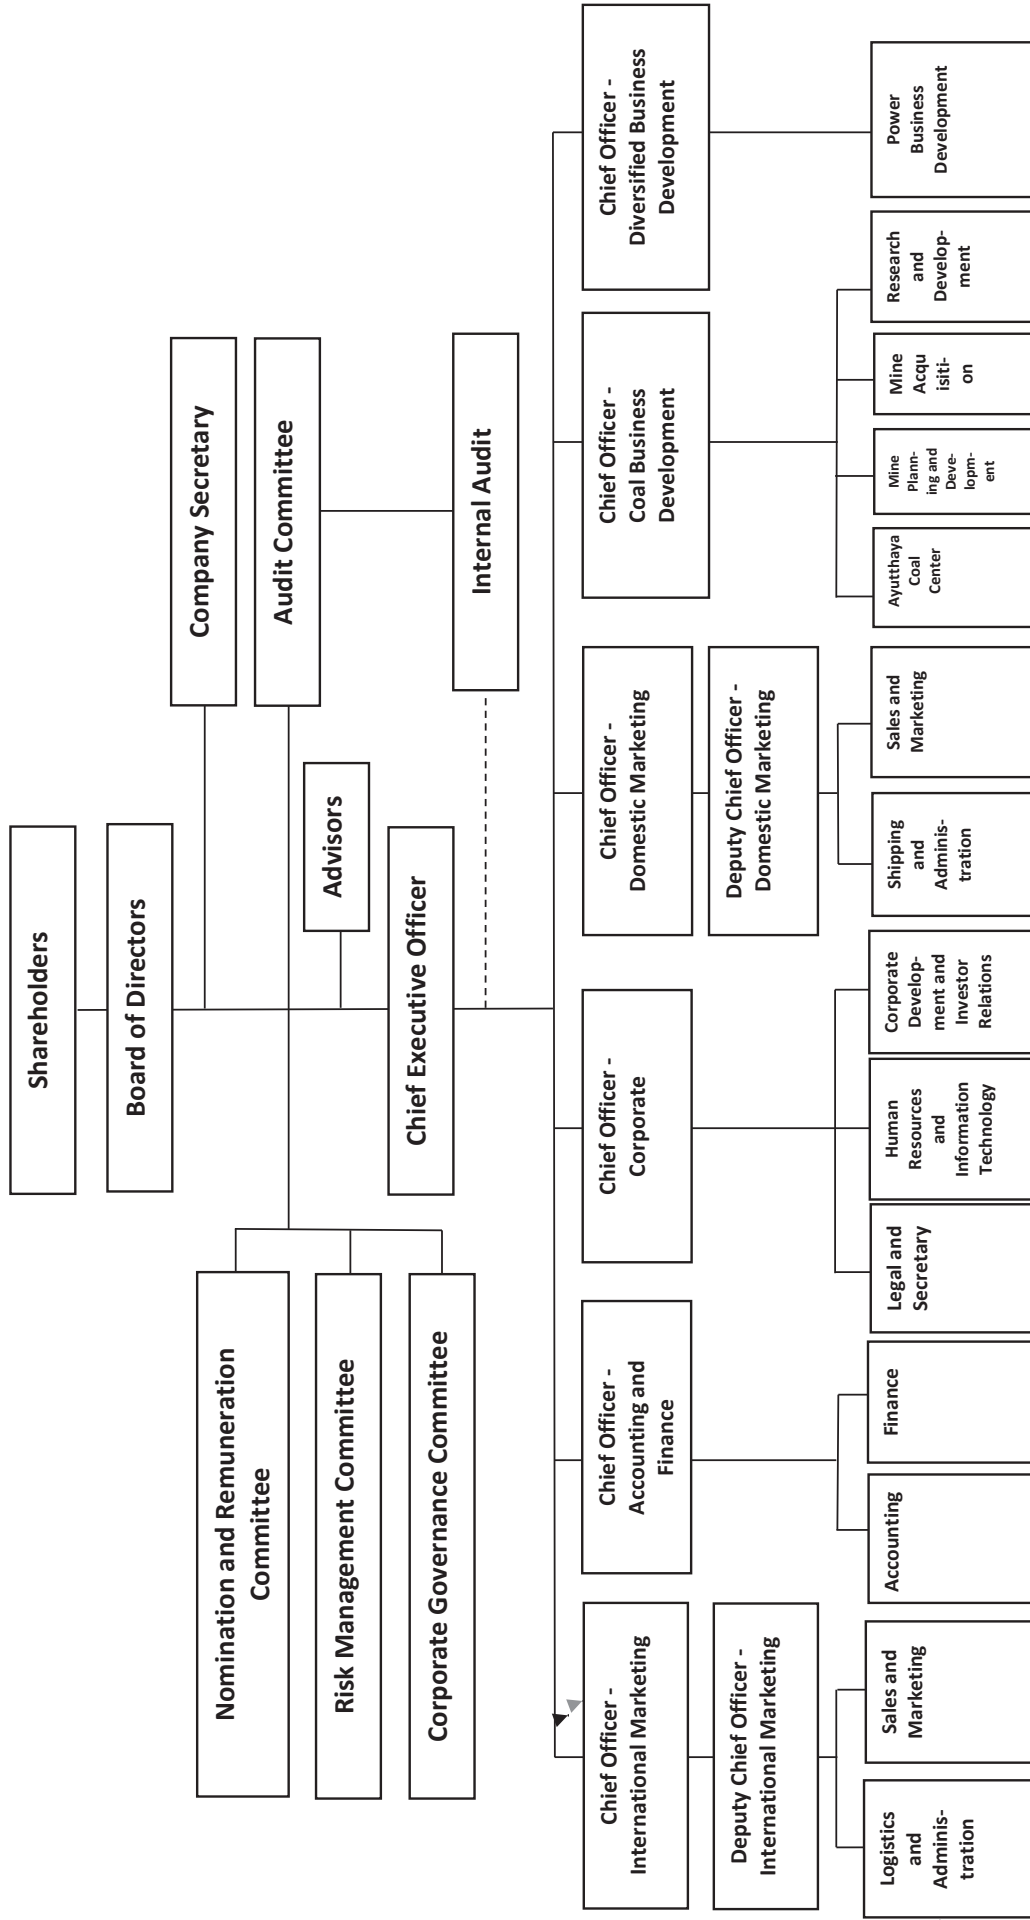 Shareholders
Board of Directors
Company Secretary
Audit Committee
Nomination and Remuneration
Committee
Risk Management Committee
Corporate Governance Committee
Advisors
Chief Executive Officer
Internal Audit
Chief Officer -
International Marketing
Chief Officer -
Accounting and
Finance
Chief Officer -
Corporate
Chief Officer -
Domestic Marketing
Chief Officer -
Coal Business
Development
Chief Officer -
Diversified Business
Development
Deputy Chief Officer -
International Marketing
Deputy Chief Officer -
Domestic Marketing
Logistics
and
Adminis-
tration
Sales and
Marketing
Accounting
Finance
Legal and
Secretary
Human
Resources
and
Information
Technology
Corporate
Develop-
ment and
Investor
Relations
Shipping
and
Adminis-
tration
Sales and
Marketing
Ayutthaya
Coal
Center
Mine
Plann-
ing and
Deve-
lopm-
ent
Mine
Acqu
isiti-
on
Research
and
Develop-
ment
Power
Business
Development